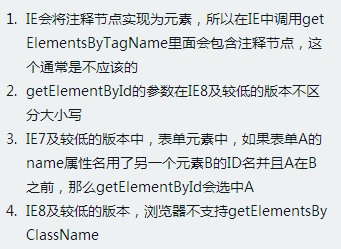 1. IE会将注释节点实现为元素，所以在IE中调用get
ElementsByTagName里面会包含注释节点，这
个通常是不应该的
2. getElementById的参数在IE8及较低的版本不区
分大小写
3. IE7及较低的版本中，表单元素中，如果表单A的
name属性名用了另一个元素B的ID名并且A在B
之前，那么getElementById会选中A
4. IE8及较低的版本，浏览器不支持getElementsBy
ClassName